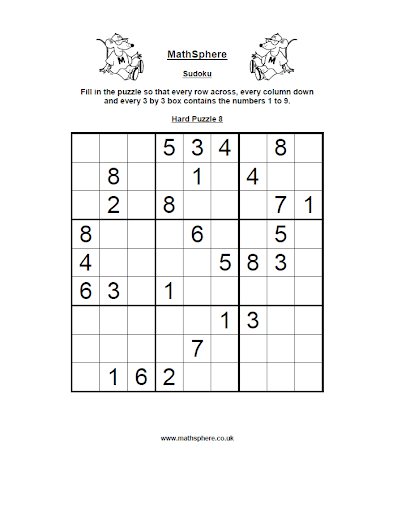 M M
MathSphere
Sudoku
Fill in the puzzle so that every row across, every column down
and every 3 by 3 box contains the numbers 1 to 9.
Hard Puzzle 8
5 3 4 8
8 1 4
2 8 7 1
8 6 5
4 5 8 3
6 3 1
1 3
7
1 6 2
www.mathsphere.co.uk